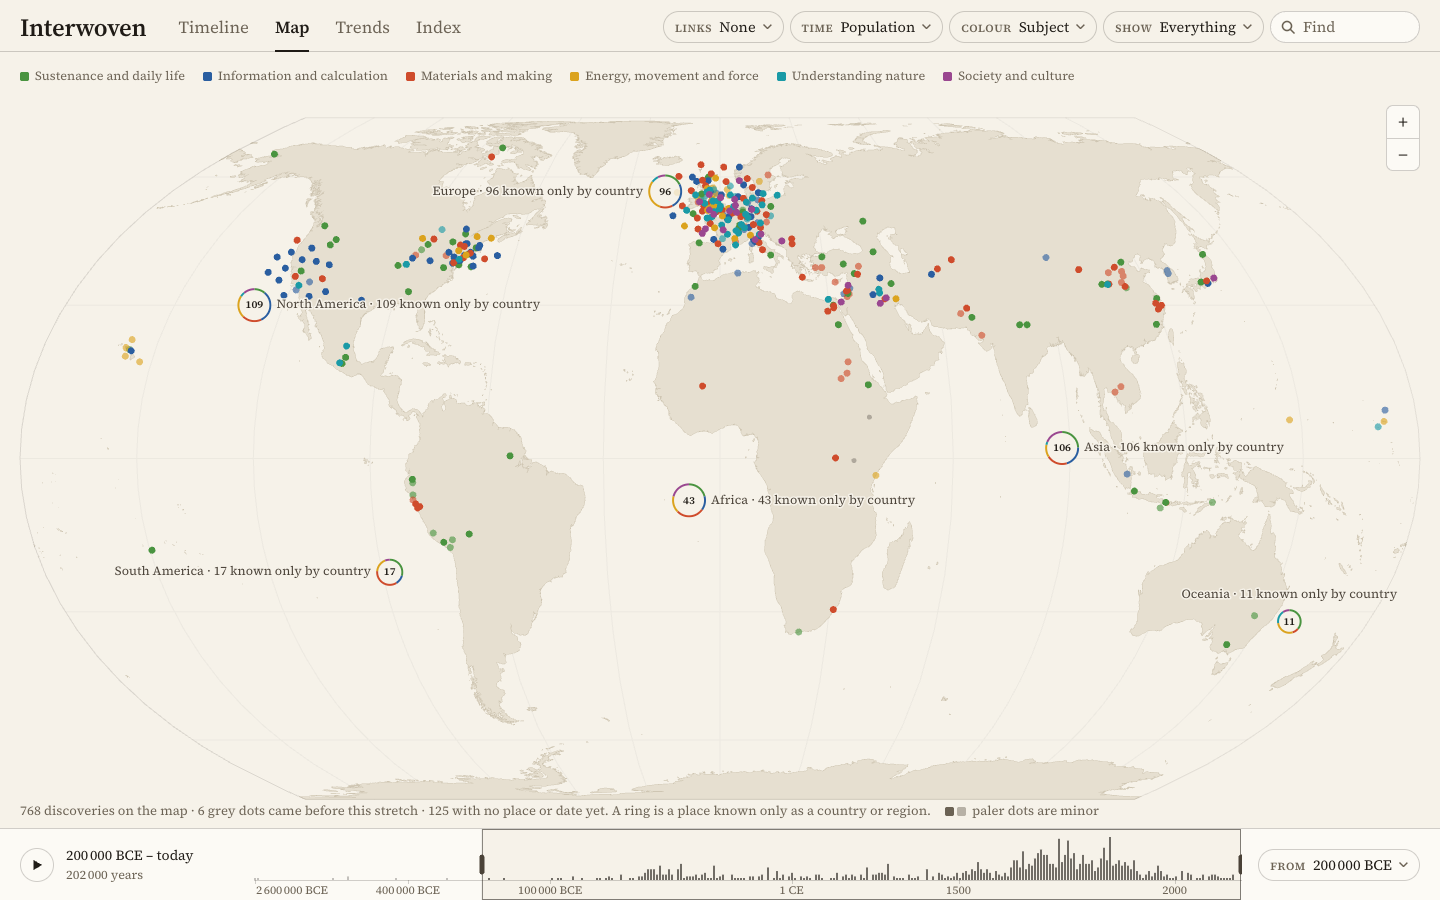 Interwoven
Timeline
Map
Trends
Index
LINKS None
TIME Population
COLOUR Subject
SHOW Everything
Find
Sustenance and daily life
Information and calculation
Materials and making
Energy, movement and force
Understanding nature
Society and culture
+
−
Europe · 96 known only by country
96
109
North America · 109 known only by country
106
Asia · 106 known only by country
43
Africa · 43 known only by country
South America · 17 known only by country
17
Oceania · 11 known only by country
11
768 discoveries on the map · 6 grey dots came before this stretch · 125 with no place or date yet. A ring is a place known only as a country or region.
paler dots are minor
200 000 BCE – today
202 000 years
2 600 000 BCE
400 000 BCE
100 000 BCE
1 CE
1500
2000
FROM 200 000 BCE